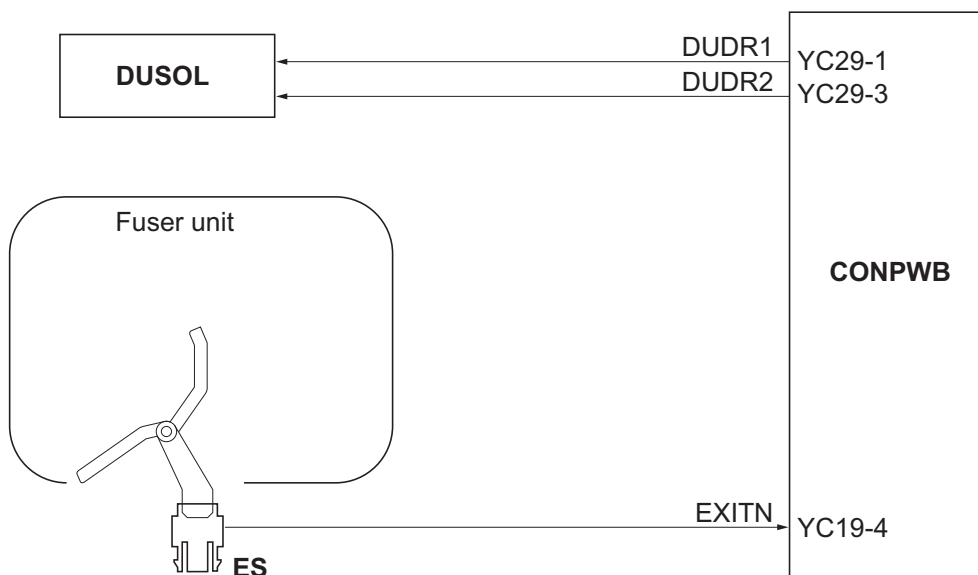 DUSOL
DUDR1
YC29-1
DUDR2
YC29-3
Fuser unit
CONPWB
EXITN
YC19-4
ES